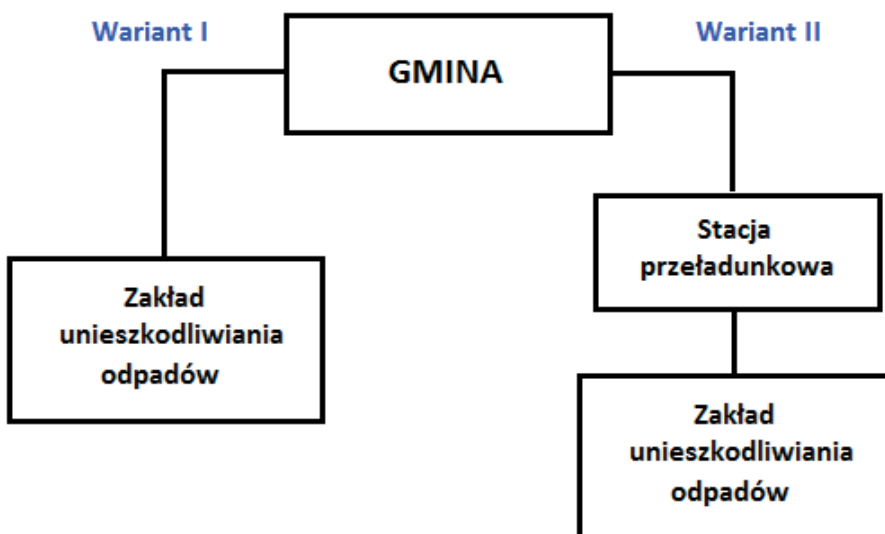 Wariant I
Wariant II
GMINA
Stacja
przeładunkowa
Zakład
unieszkodliwiania
odpadów
Zakład
unieszkodliwiania
odpadów